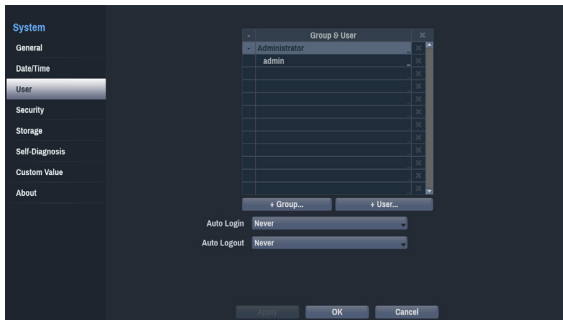 System
General
Date/Time
User
Security
Storage
Self-Diagnosis
Custom Value
About
- Group & User ×
- Administrator
admin
+ Group... + User...
Auto Login Never
Auto Logout Never
Apply OK Cancel